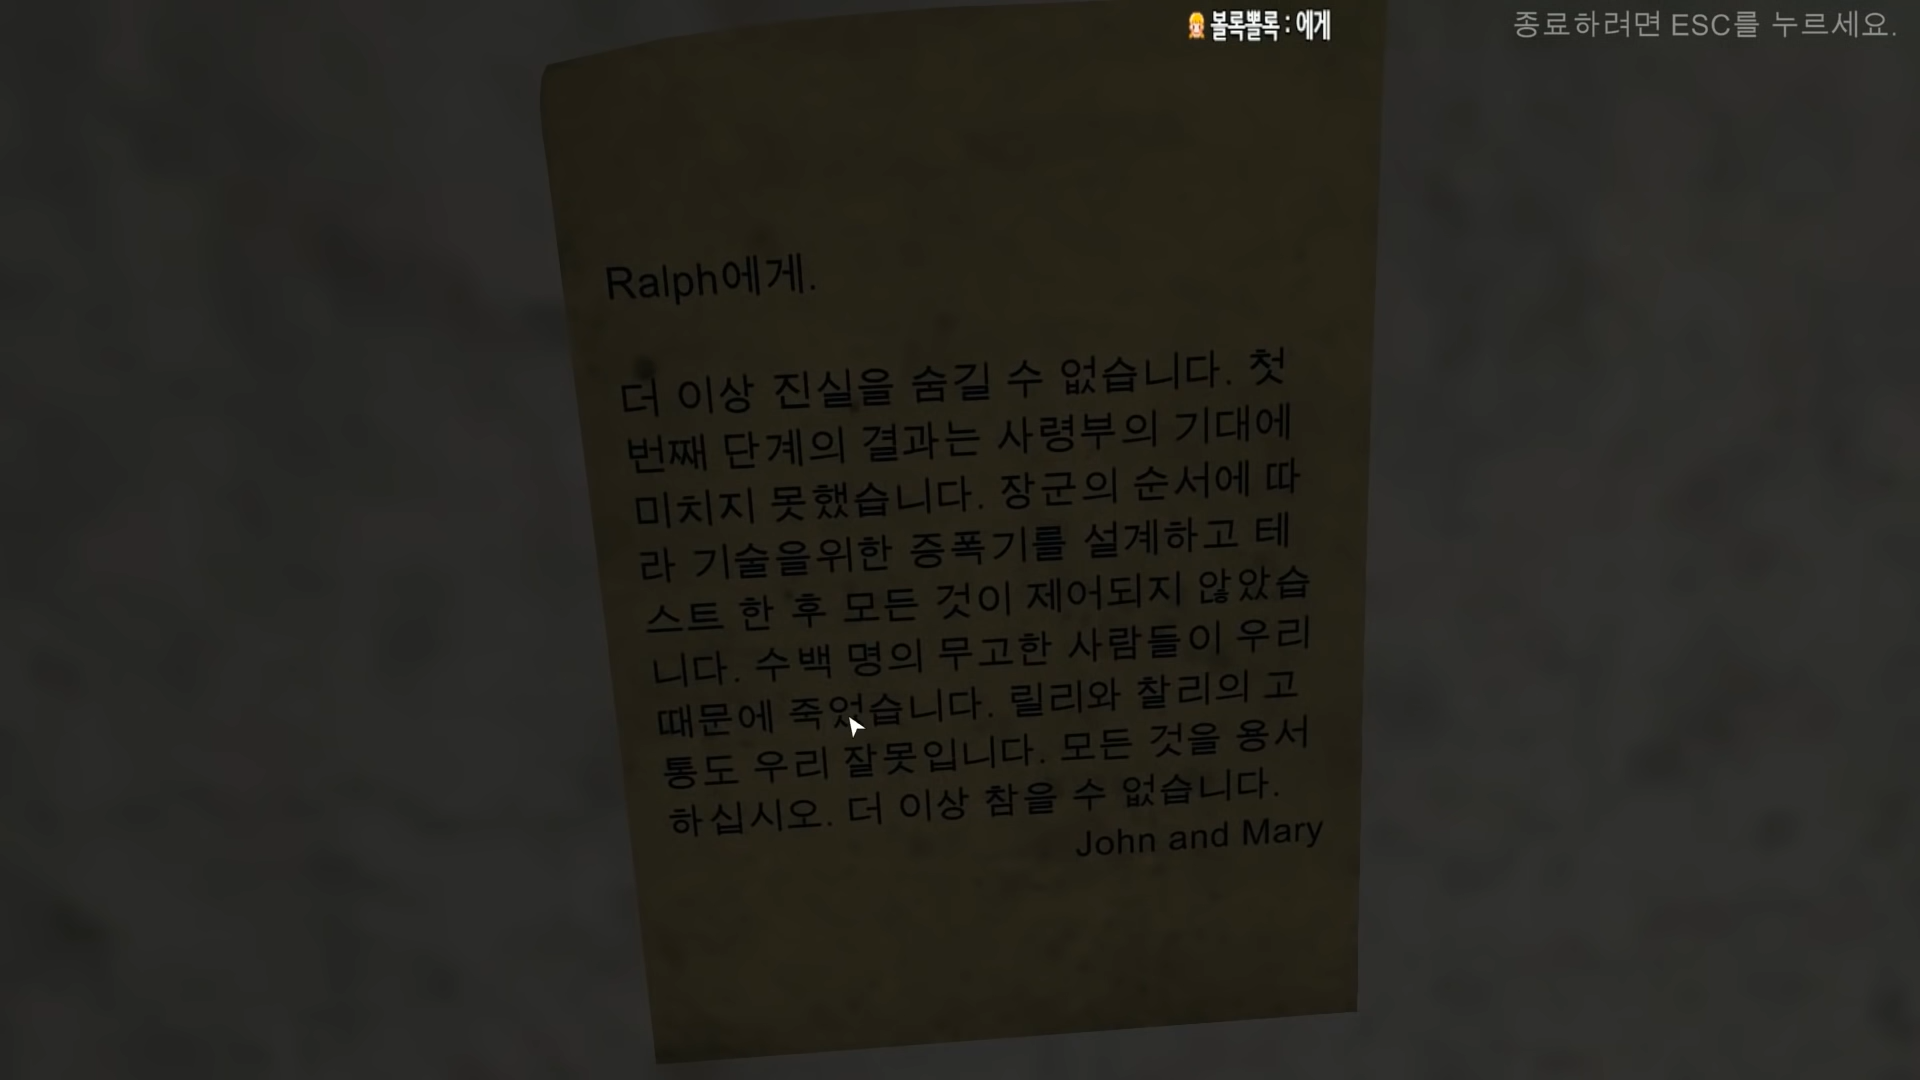 볼록뽈록 : 에게
종료하려면 ESC를 누르세요.
Ralph에게.
더 이상 진실을 숨길 수 없습니다. 첫
번째 단계의 결과는 사령부의 기대에
미치지 못했습니다. 장군의 순서에 따
라 기술을위한 증폭기를 설계하고 테
스트 한 후 모든 것이 제어되지 않았습
니다. 수백 명의 무고한 사람들이 우리
때문에 죽었습니다. 릴리와 찰리의 고
통도 우리 잘못입니다. 모든 것을 용서
하십시오. 더 이상 참을 수 없습니다.
John and Mary